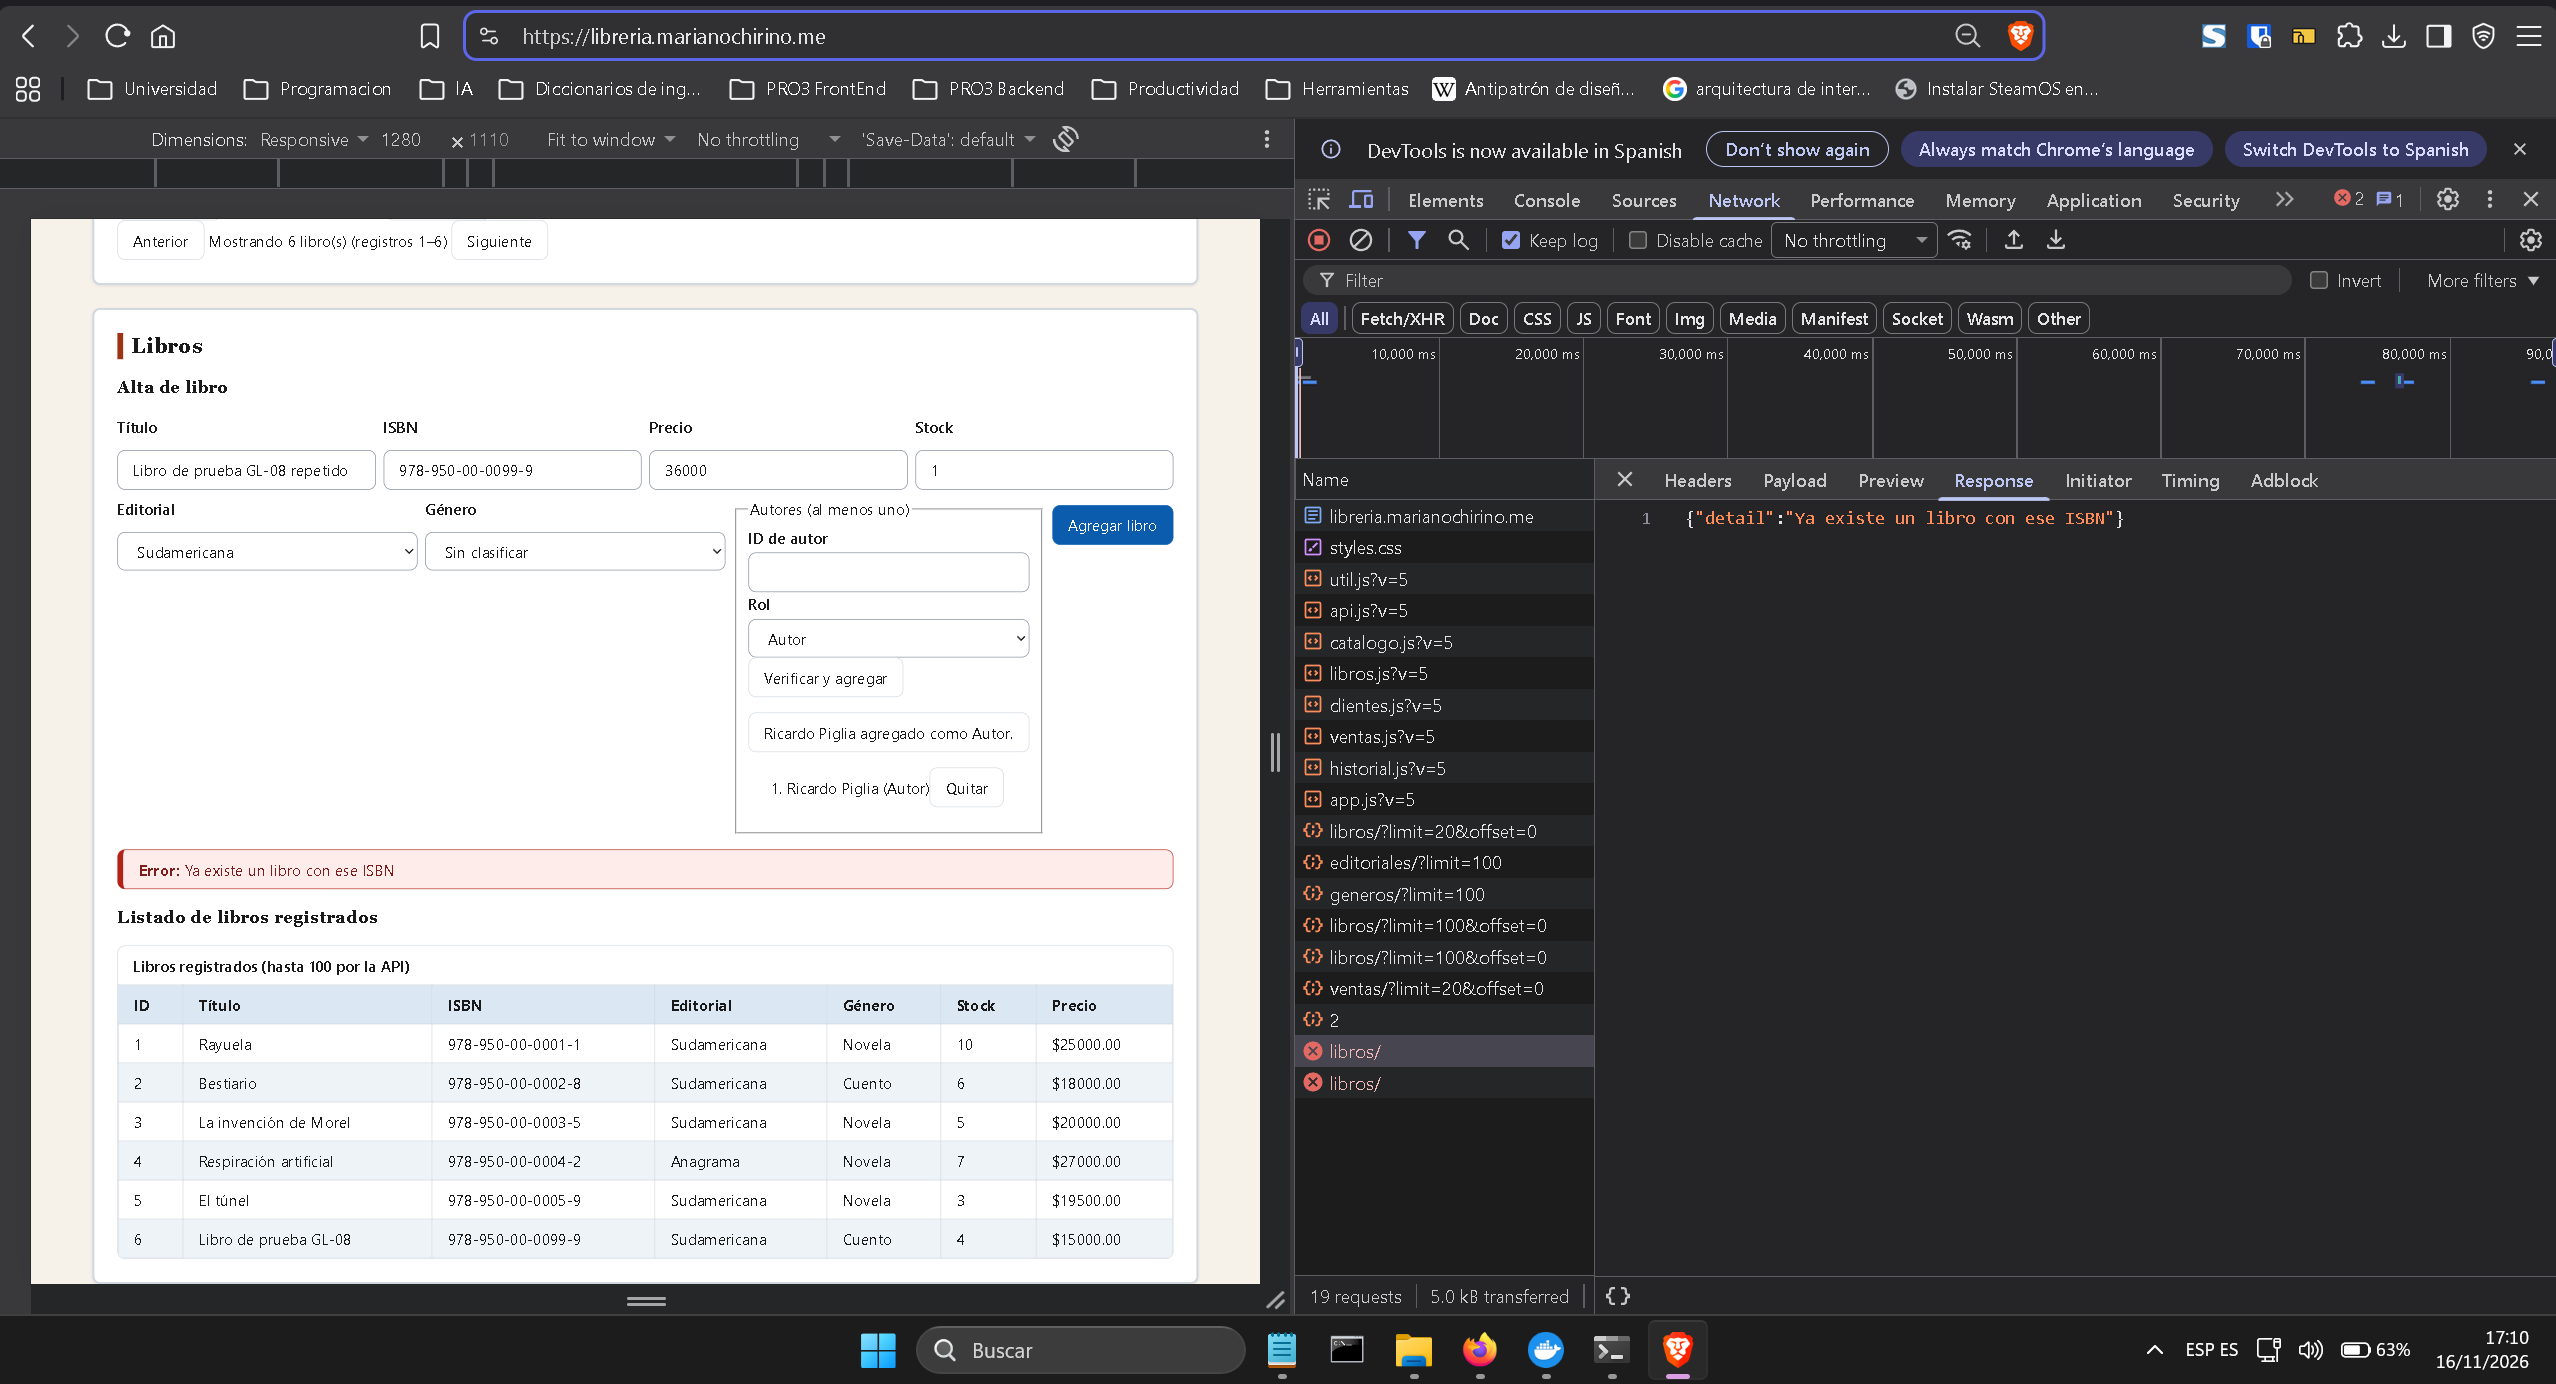 https://libreria.marianochirino.me
Universidad Programacion IA Diccionarios de ing... PRO3 FrontEnd PRO3 Backend Productividad Herramientas Antipatrón de diseñ... arquitectura de inter... Instalar SteamOS en...
Dimensions: Responsive 1280 × 1110 Fit to window No throttling 'Save-Data': default
Anterior Mostrando 6 libro(s) (registros 1–6) Siguiente
Libros
Alta de libro
Título ISBN Precio Stock
Libro de prueba GL-08 repetido 978-950-00-0099-9 36000 1
Editorial Género Autores (al menos uno) Agregar libro
Sudamericana Sin clasificar
ID de autor
Rol
Autor
Verificar y agregar
Ricardo Piglia agregado como Autor.
1. Ricardo Piglia (Autor) Quitar
Error: Ya existe un libro con ese ISBN
Listado de libros registrados
Libros registrados (hasta 100 por la API)
ID Título ISBN Editorial Género Stock Precio
1 Rayuela 978-950-00-0001-1 Sudamericana Novela 10 $25000.00
2 Bestiario 978-950-00-0002-8 Sudamericana Cuento 6 $18000.00
3 La invención de Morel 978-950-00-0003-5 Sudamericana Novela 5 $20000.00
4 Respiración artificial 978-950-00-0004-2 Anagrama Novela 7 $27000.00
5 El túnel 978-950-00-0005-9 Sudamericana Novela 3 $19500.00
6 Libro de prueba GL-08 978-950-00-0099-9 Sudamericana Cuento 4 $15000.00
DevTools is now available in Spanish Don't show again Always match Chrome's language Switch DevTools to Spanish
Elements Console Sources Network Performance Memory Application Security 2 1
Keep log Disable cache No throttling
Filter Invert More filters
All Fetch/XHR Doc CSS JS Font Img Media Manifest Socket Wasm Other
10,000 ms 20,000 ms 30,000 ms 40,000 ms 50,000 ms 60,000 ms 70,000 ms 80,000 ms 90,0
Name Headers Payload Preview Response Initiator Timing Adblock
1 {"detail":"Ya existe un libro con ese ISBN"}
libreria.marianochirino.me
styles.css
util.js?v=5
api.js?v=5
catalogo.js?v=5
libros.js?v=5
clientes.js?v=5
ventas.js?v=5
historial.js?v=5
app.js?v=5
libros/?limit=20&offset=0
editoriales/?limit=100
generos/?limit=100
libros/?limit=100&offset=0
libros/?limit=100&offset=0
ventas/?limit=20&offset=0
2
libros/
libros/
19 requests 5.0 kB transferred
Buscar
ESP ES 63% 17:10
16/11/2026